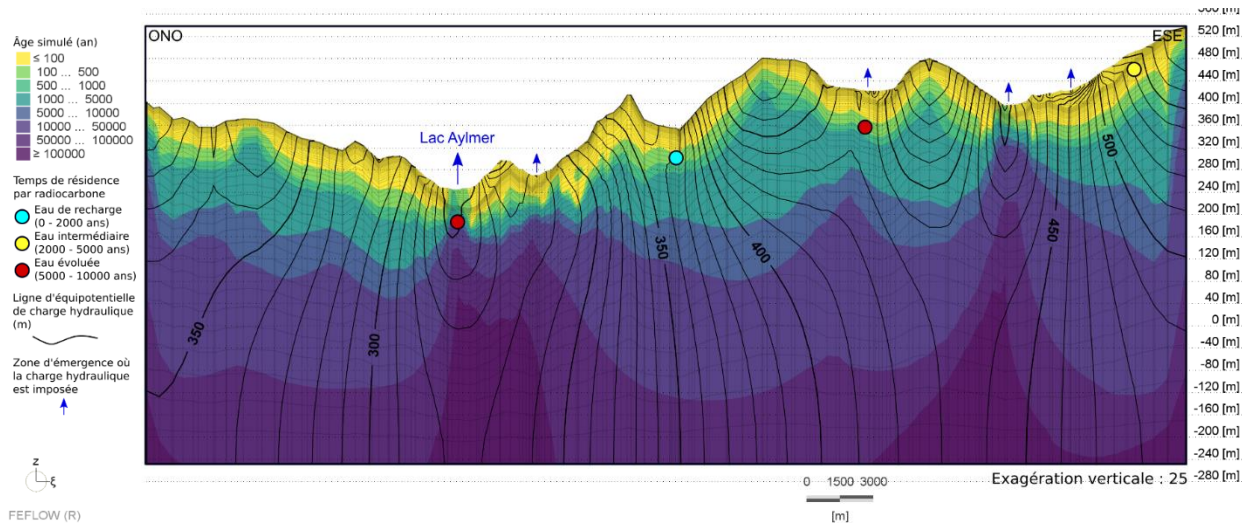 ONO
ESE
Âge simulé (an)
≤ 100
100 ... 500
500 ... 1000
1000 ... 5000
5000 ... 10000
10000 ... 50000
50000 ... 100000
≥ 100000
Temps de résidence
par radiocarbone
Eau de recharge
(0 - 2000 ans)
Eau intermédiaire
(2000 - 5000 ans)
Eau évoluée
(5000 - 10000 ans)
Ligne d'équipotentielle
de charge hydraulique
(m)
Zone d'émergence où
la charge hydraulique
est imposée
z
ξ
FEFLOW (R)
Lac Aylmer
350
300
350
400
450
500
520 [m]
480 [m]
440 [m]
400 [m]
360 [m]
320 [m]
280 [m]
240 [m]
200 [m]
160 [m]
120 [m]
80 [m]
40 [m]
0 [m]
-40 [m]
-80 [m]
-120 [m]
-160 [m]
-200 [m]
-240 [m]
-280 [m]
Exagération verticale : 25
0 1500 3000
[m]